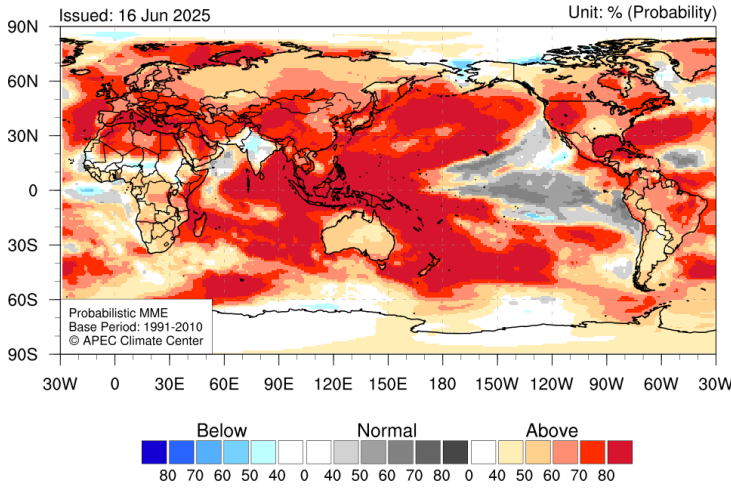 Issued: 16 Jun 2025
Unit: % (Probability)
90N
60N
30N
0
30S
60S
90S
Probabilistic MME
Base Period: 1991-2010
© APEC Climate Center
30W 0 30E 60E 90E 120E 150E 180 150W 120W 90W 60W 30W
Below Normal Above
80 70 60 50 40 0 40 50 60 70 80 0 40 50 60 70 80